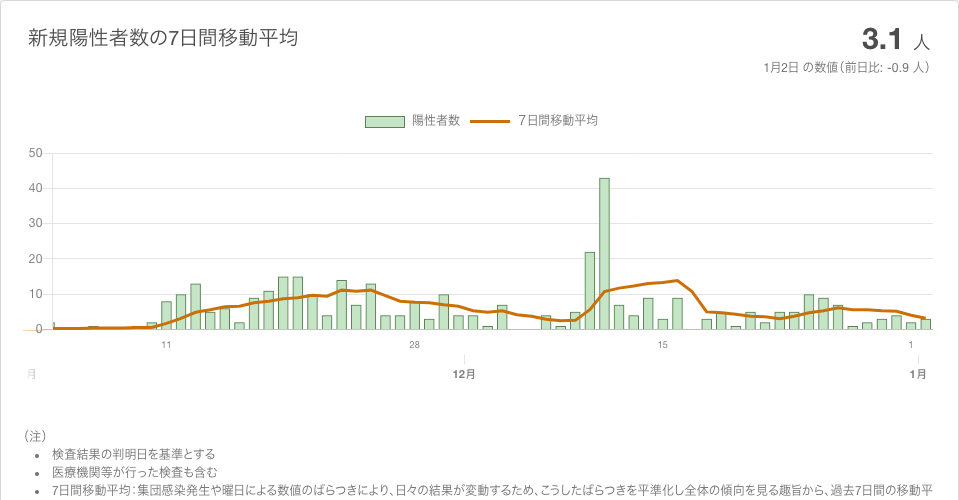 新規陽性者数の7日間移動平均
3.1 人
1月2日 の数値（前日比: -0.9 人）
陽性者数 7日間移動平均
50
40
30
20
10
0
11 28 15 1
月 12月 1月
（注）
• 検査結果の判明日を基準とする
• 医療機関等が行った検査も含む
• 7日間移動平均：集団感染発生や曜日による数値のばらつきにより、日々の結果が変動するため、こうしたばらつきを平準化し全体の傾向を見る趣旨から、過去7日間の移動平